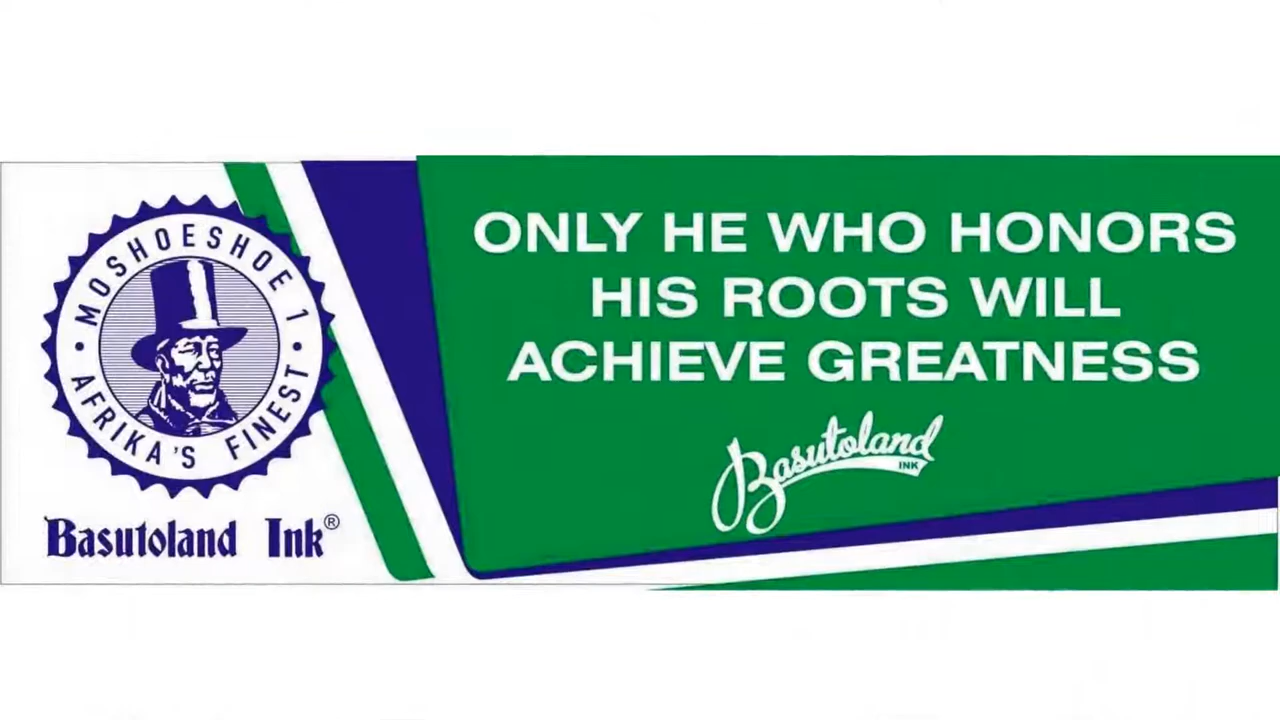 MOSHOESHOE 1
AFRIKA'S FINEST
Basutoland Ink®
ONLY HE WHO HONORS
HIS ROOTS WILL
ACHIEVE GREATNESS
Basutoland
INK